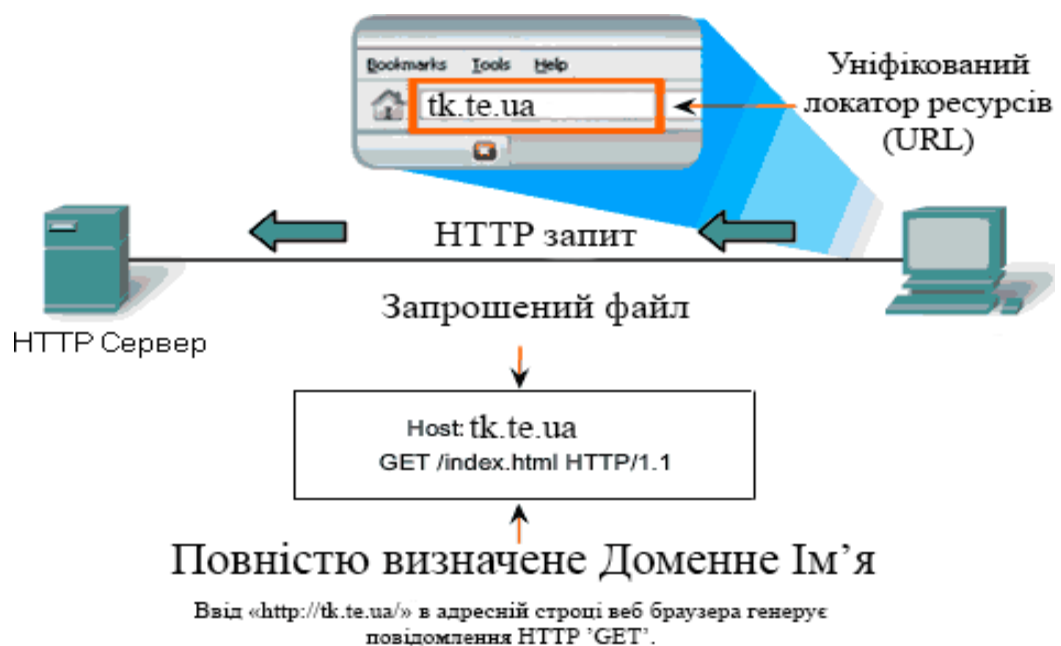 Bookmarks Tools Help
tk.te.ua
Уніфікований
локатор ресурсів
(URL)
HTTP запит
HTTP Сервер
Запрошений файл
Host: tk.te.ua
GET /index.html HTTP/1.1
Повністю визначене Доменне Ім’я
Ввід «http://tk.te.ua/» в адресній строці веб браузера генерує
повідомлення HTTP ’GET’.